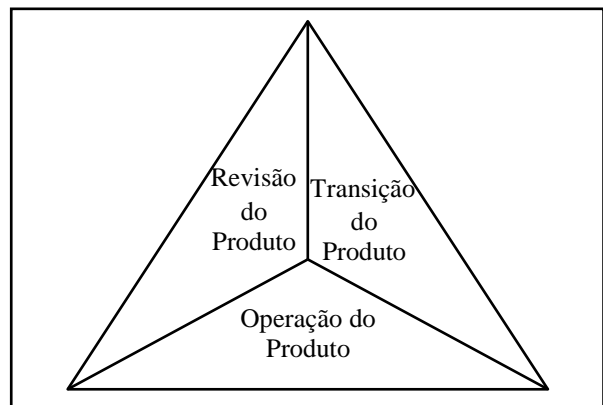 Revisão
do
Produto
Transição
do
Produto
Operação do
Produto